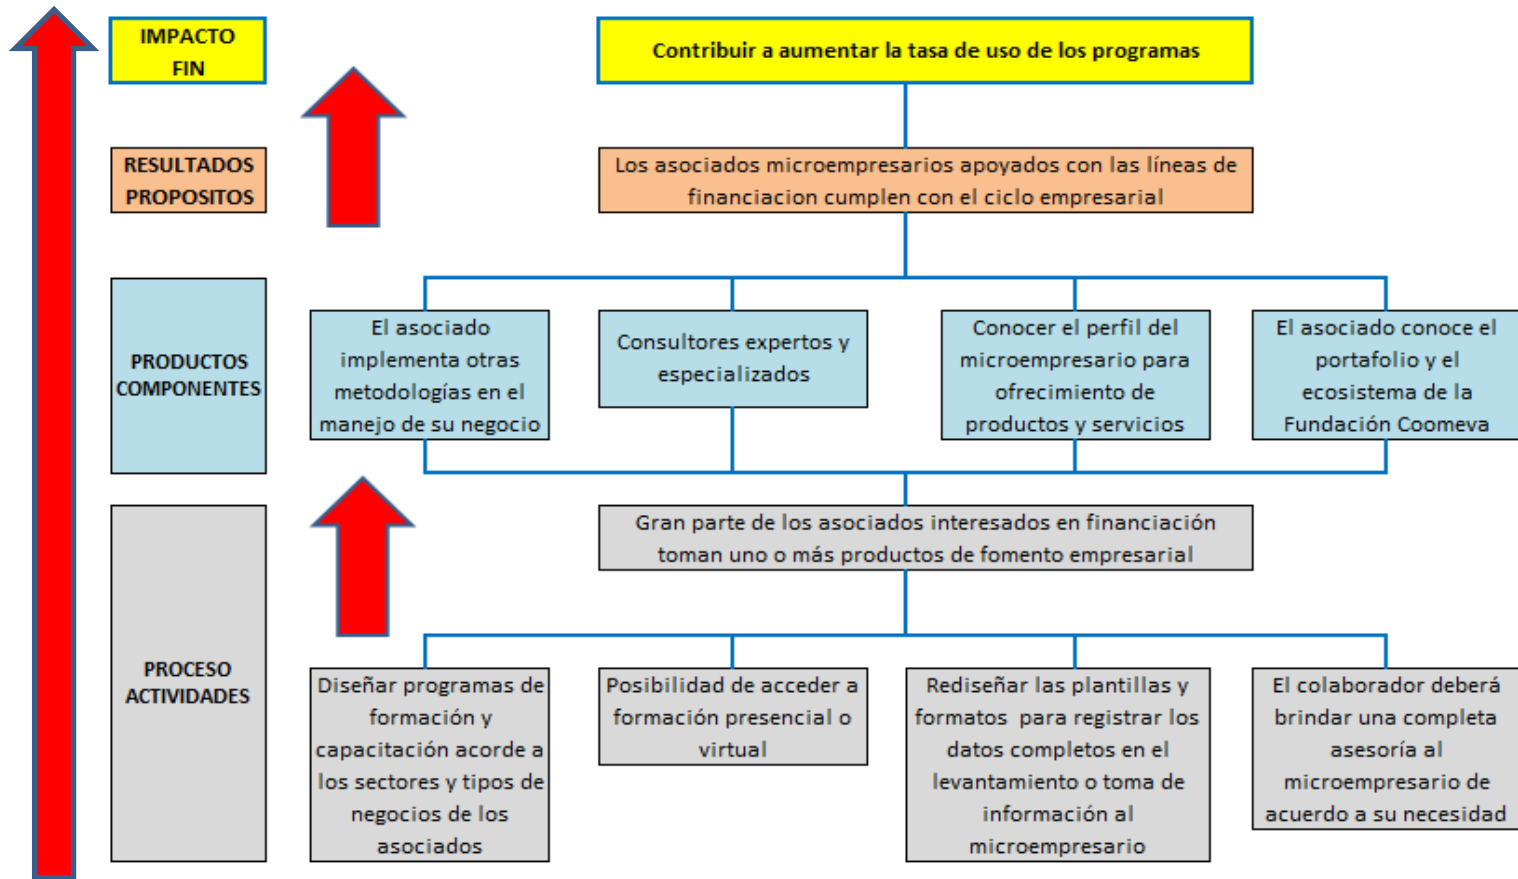 IMPACTO
FIN
Contribuir a aumentar la tasa de uso de los programas
RESULTADOS
PROPOSITOS
Los asociados microempresarios apoyados con las líneas de
financiacion cumplen con el ciclo empresarial
PRODUCTOS
COMPONENTES
El asociado
implementa otras
metodologías en el
manejo de su negocio
Consultores expertos y
especializados
Conocer el perfil del
microempresario para
ofrecimiento de
productos y servicios
El asociado conoce el
portafolio y el
ecosistema de la
Fundación Coomeva
PROCESO
ACTIVIDADES
Gran parte de los asociados interesados en financiación
toman uno o más productos de fomento empresarial
Diseñar programas de
formación y
capacitación acorde a
los sectores y tipos de
negocios de los
asociados
Posibilidad de acceder a
formación presencial o
virtual
Rediseñar las plantillas y
formatos para registrar los
datos completos en el
levantamiento o toma de
información al
microempresario
El colaborador deberá
brindar una completa
asesoría al
microempresario de
acuerdo a su necesidad